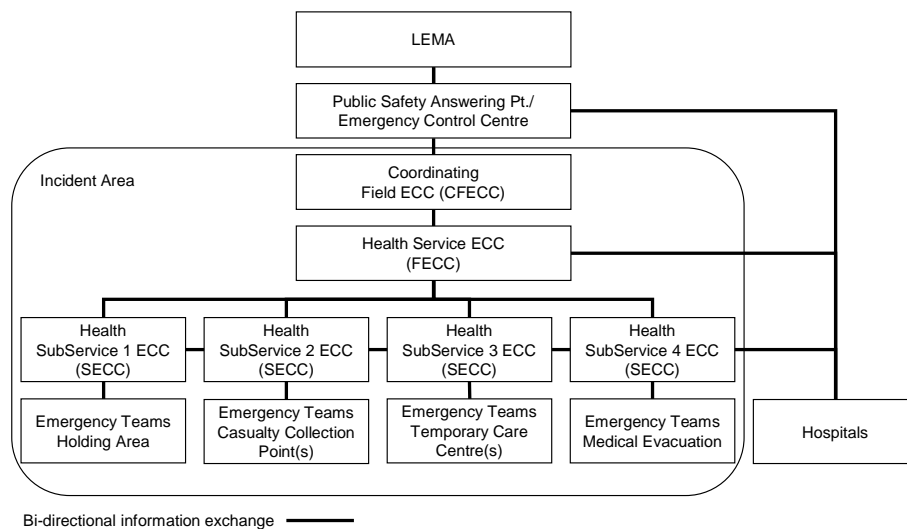 LEMA
Public Safety Answering Pt./
Emergency Control Centre
Incident Area
Coordinating
Field ECC (CFECC)
Health Service ECC
(FECC)
Health
SubService 1 ECC
(SECC)
Health
SubService 2 ECC
(SECC)
Health
SubService 3 ECC
(SECC)
Health
SubService 4 ECC
(SECC)
Emergency Teams
Holding Area
Emergency Teams
Casualty Collection
Point(s)
Emergency Teams
Temporary Care
Centre(s)
Emergency Teams
Medical Evacuation
Hospitals
Bi-directional information exchange